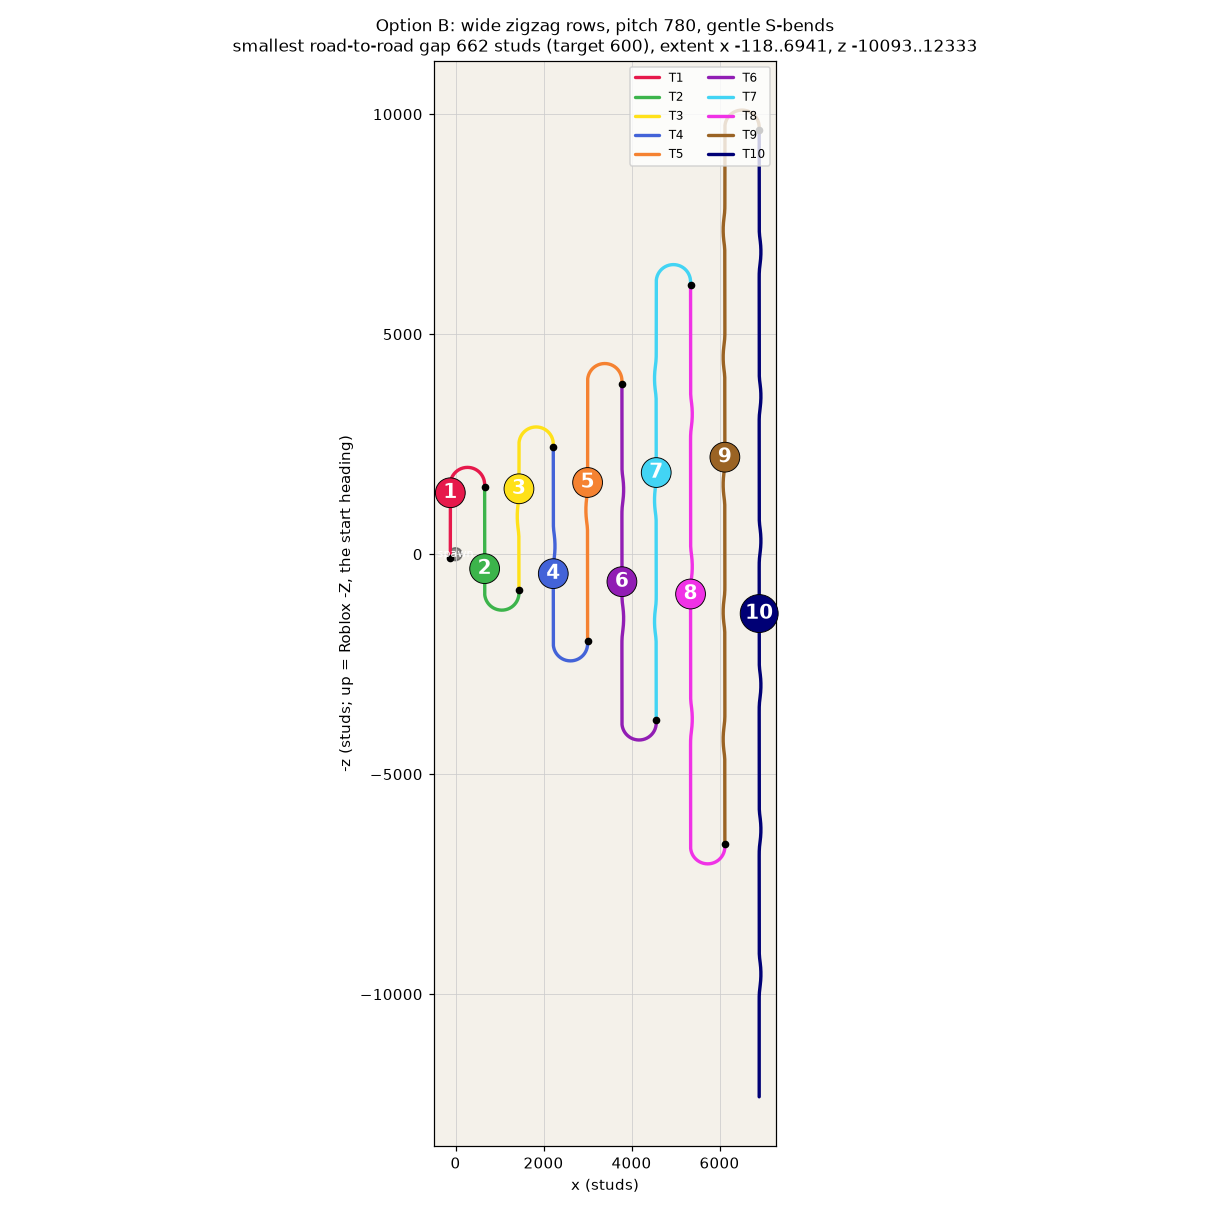 Option B: wide zigzag rows, pitch 780, gentle S-bends
smallest road-to-road gap 662 studs (target 600), extent x -118..6941, z -10093..12333
T1 T6
T2 T7
T3 T8
T4 T9
T5 T10
10000
5000
0
−5000
−10000
-z (studs; up = Roblox -Z, the start heading)
1
2
3
4
5
6
7
8
9
10
0 2000 4000 6000
x (studs)